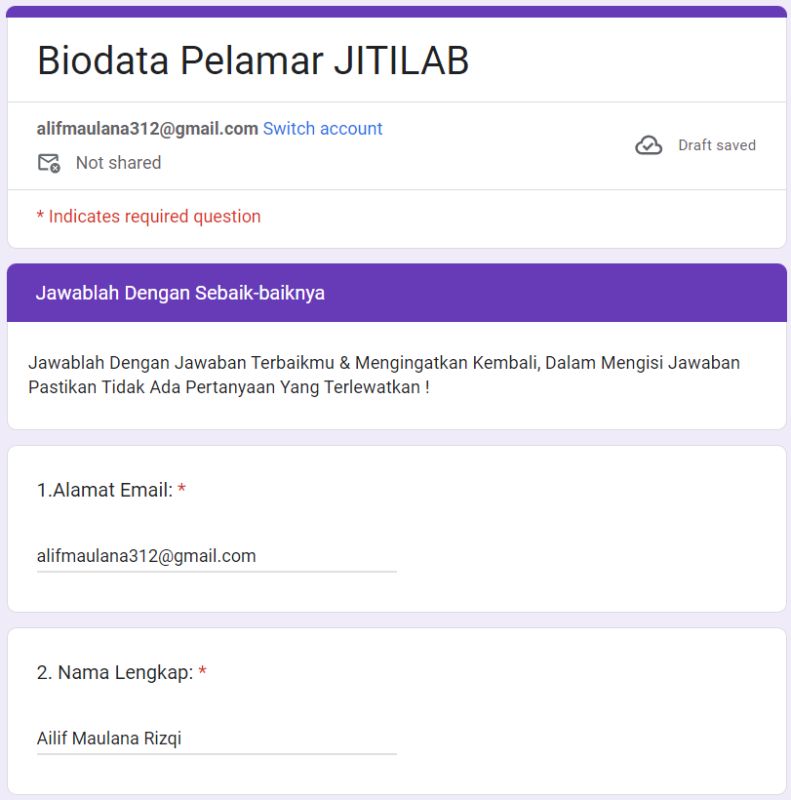 Biodata Pelamar JITILAB
alifmaulana312@gmail.com Switch account
Not shared
Draft saved
* Indicates required question
Jawablah Dengan Sebaik-baiknya
Jawablah Dengan Jawaban Terbaikmu & Mengingatkan Kembali, Dalam Mengisi Jawaban
Pastikan Tidak Ada Pertanyaan Yang Terlewatkan !
1.Alamat Email: *
alifmaulana312@gmail.com
2. Nama Lengkap: *
Ailif Maulana Rizqi